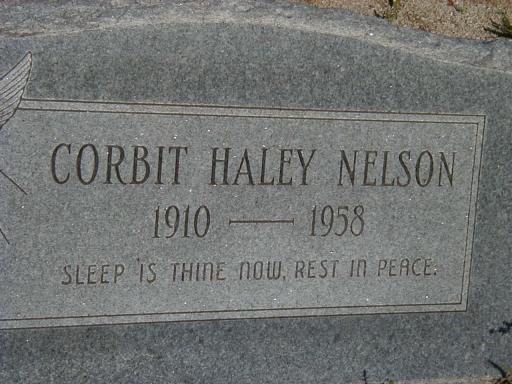 CORBIT HALEY NELSON
1910 — 1958
SLEEP IS THINE NOW, REST IN PEACE.